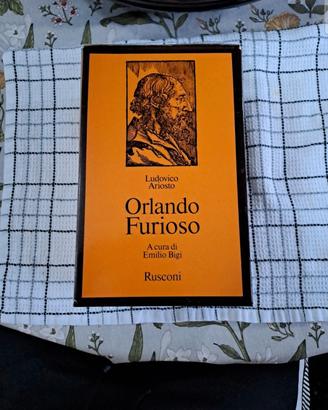 Ludovico
Ariosto
Orlando
Furioso
A cura di
Emilio Bigi
Rusconi